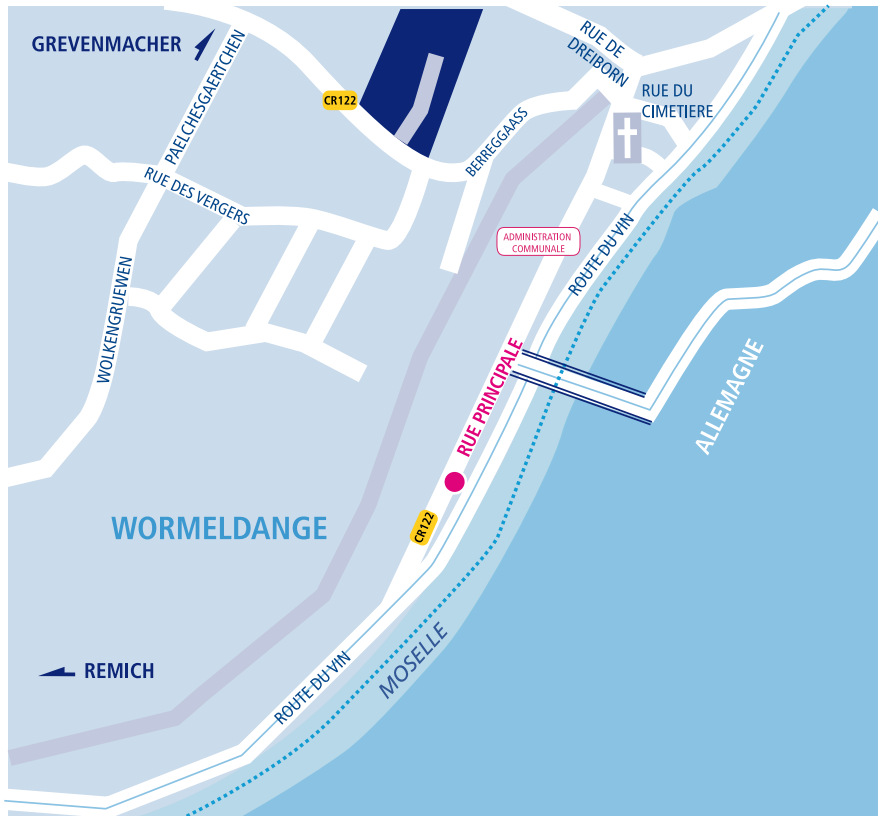 GREVENMACHER
RUE DE
DREIBORN
PAELCHESGAERTCHEN
CR122
RUE DU
CIMETIERE
BERREGGAASS
RUE DES VERGERS
ADMINISTRATION
COMMUNALE
ROUTE DU VIN
WOLKENGRUEWEN
RUE PRINCIPALE
ALLEMAGNE
WORMELDANGE
CR122
MOSELLE
REMICH
ROUTE DU VIN